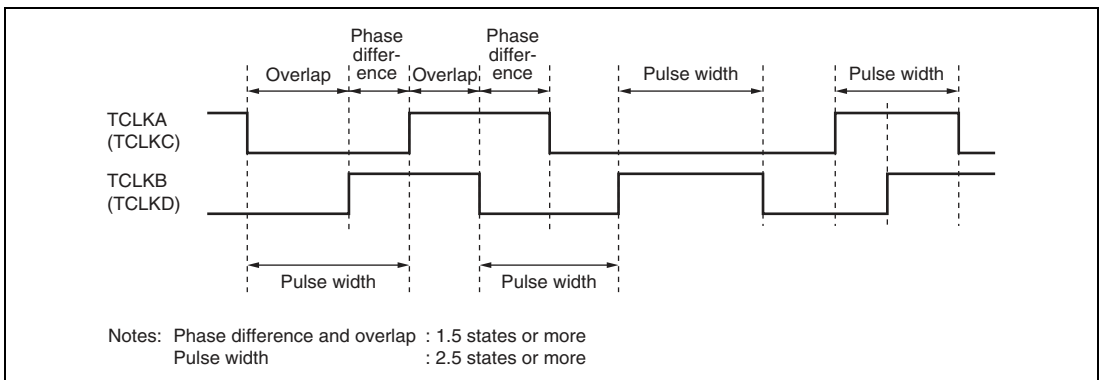 Phase differ- ence
Phase differ- ence
Overlap
Overlap
Pulse width
Pulse width
TCLKA
(TCLKC)
TCLKB
(TCLKD)
Pulse width
Pulse width
Notes: Phase difference and overlap : 1.5 states or more
Pulse width : 2.5 states or more